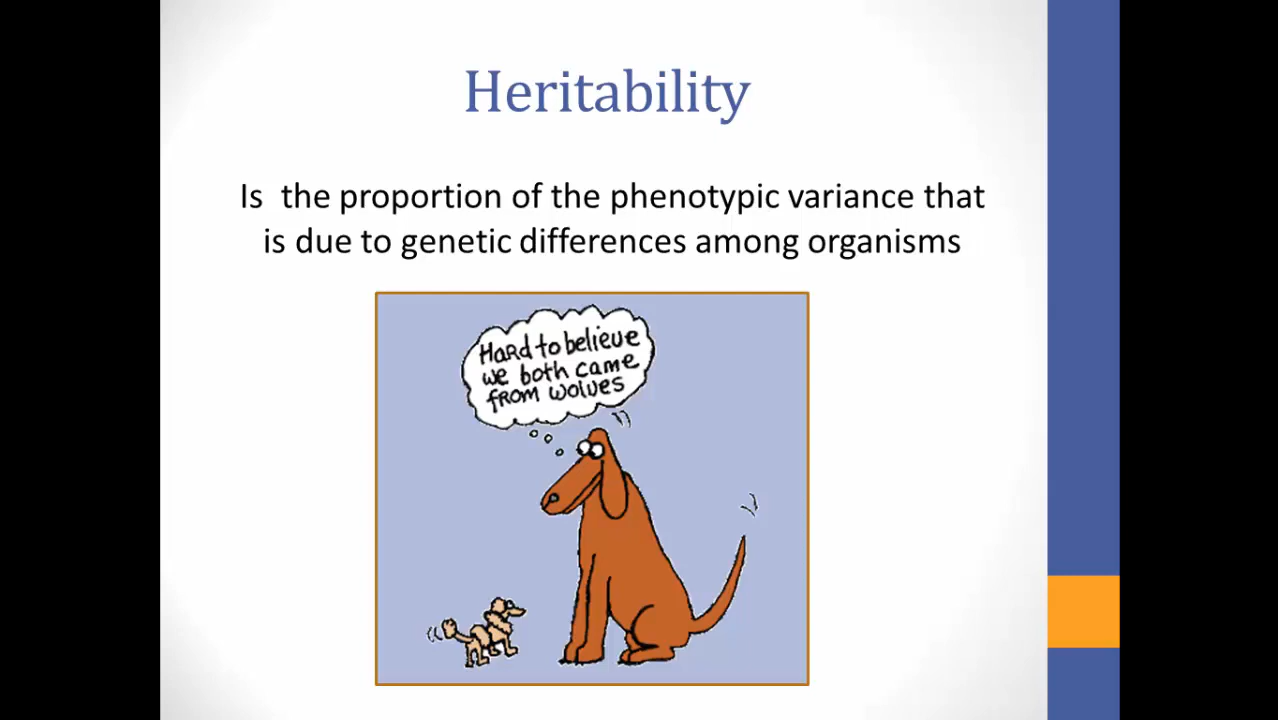 Heritability
Is the proportion of the phenotypic variance that
is due to genetic differences among organisms
Hard to believe
we both came
from wolves